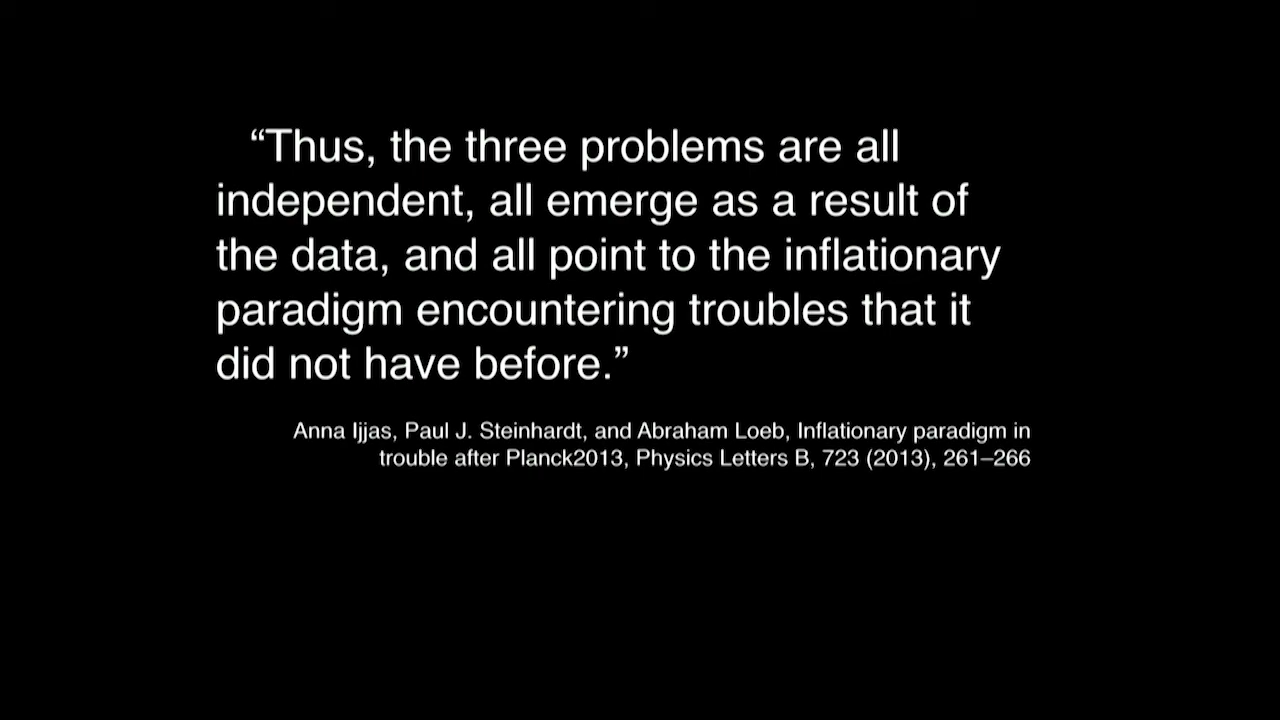 “Thus, the three problems are all
independent, all emerge as a result of
the data, and all point to the inflationary
paradigm encountering troubles that it
did not have before.”
Anna Ijjas, Paul J. Steinhardt, and Abraham Loeb, Inflationary paradigm in
trouble after Planck2013, Physics Letters B, 723 (2013), 261–266